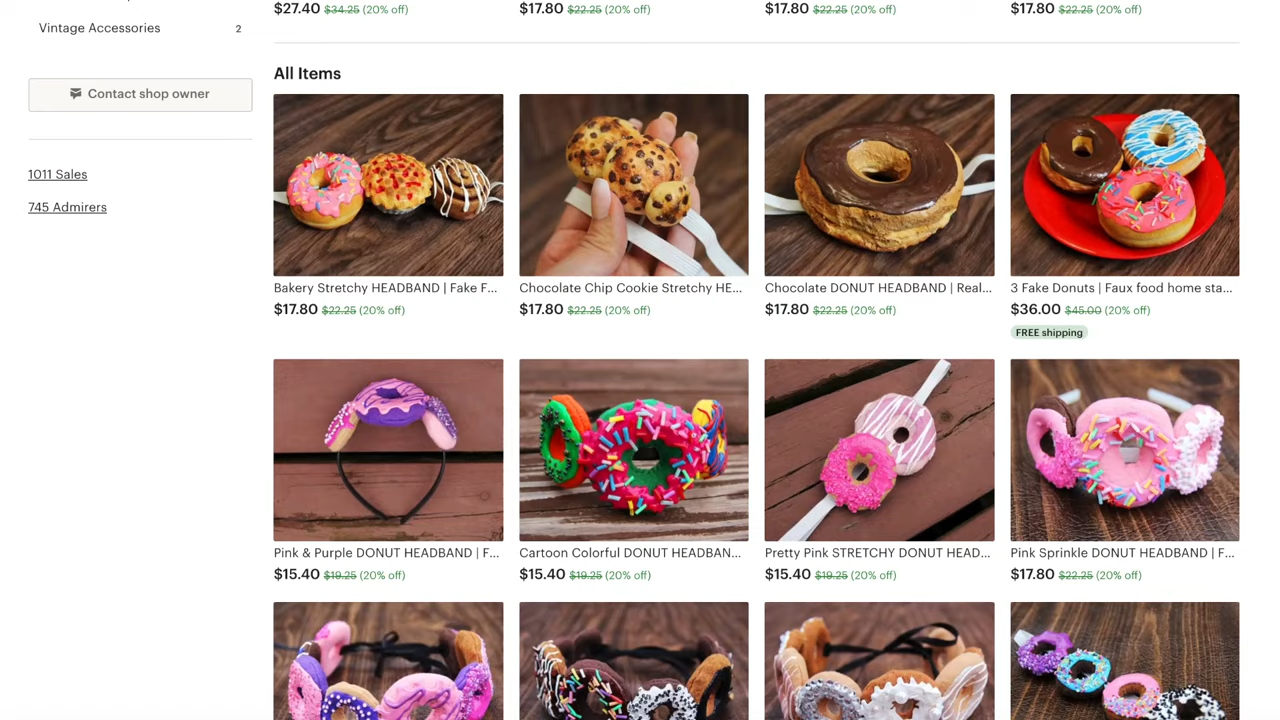 $27.40 $34.25 (20% off)
$17.80 $22.25 (20% off)
$17.80 $22.25 (20% off)
$17.80 $22.25 (20% off)
Vintage Accessories 2
Contact shop owner
1011 Sales
745 Admirers
All Items
Bakery Stretchy HEADBAND | Fake F...
$17.80 $22.25 (20% off)
Chocolate Chip Cookie Stretchy HE...
$17.80 $22.25 (20% off)
Chocolate DONUT HEADBAND | Real...
$17.80 $22.25 (20% off)
3 Fake Donuts | Faux food home sta...
$36.00 $45.00 (20% off)
FREE shipping
Pink & Purple DONUT HEADBAND | F...
$15.40 $19.25 (20% off)
Cartoon Colorful DONUT HEADBAN...
$15.40 $19.25 (20% off)
Pretty Pink STRETCHY DONUT HEAD...
$15.40 $19.25 (20% off)
Pink Sprinkle DONUT HEADBAND | F...
$17.80 $22.25 (20% off)